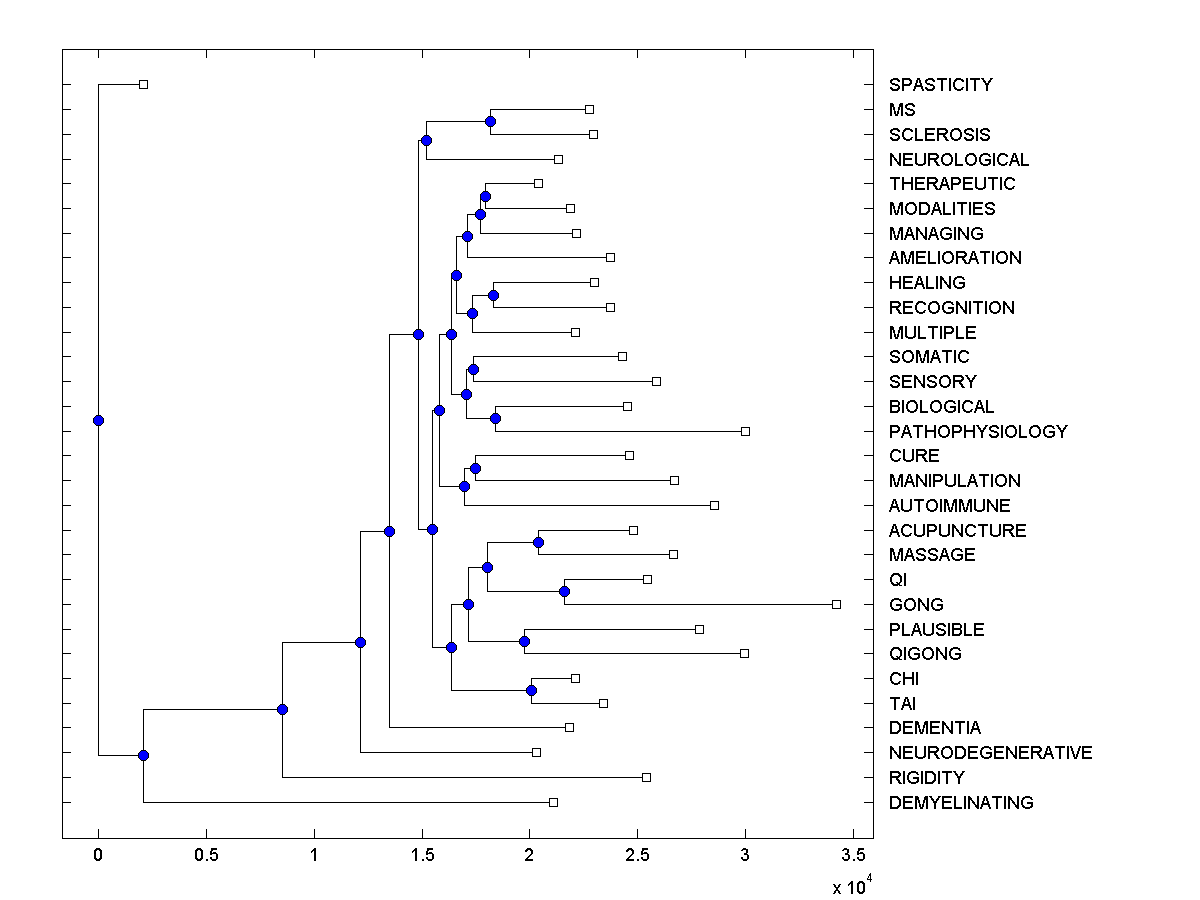 SPASTICITY
MS
SCLEROSIS
NEUROLOGICAL
THERAPEUTIC
MODALITIES
MANAGING
AMELIORATION
HEALING
RECOGNITION
MULTIPLE
SOMATIC
SENSORY
BIOLOGICAL
PATHOPHYSIOLOGY
CURE
MANIPULATION
AUTOIMMUNE
ACUPUNCTURE
MASSAGE
QI
GONG
PLAUSIBLE
QIGONG
CHI
TAI
DEMENTIA
NEURODEGENERATIVE
RIGIDITY
DEMYELINATING
0 0.5 1 1.5 2 2.5 3 3.5
x 10^4